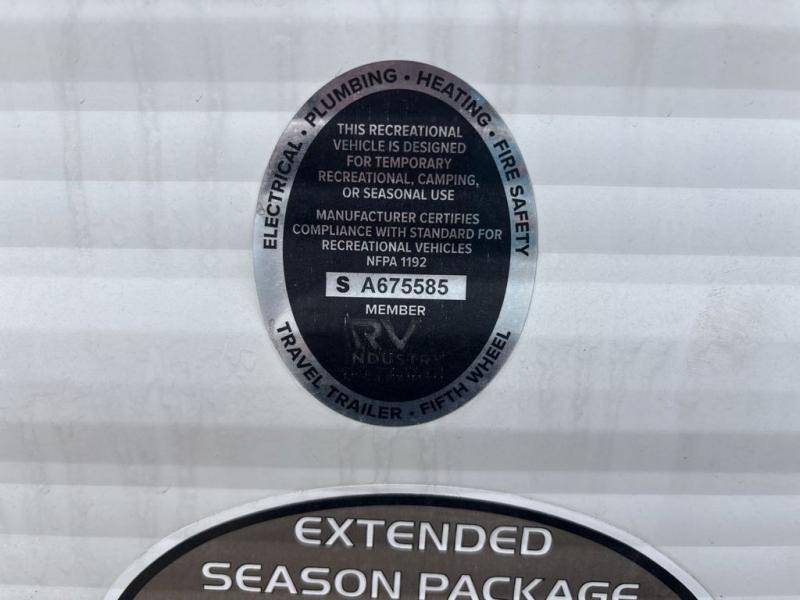 ELECTRICAL • PLUMBING • HEATING • FIRE SAFETY
THIS RECREATIONAL
VEHICLE IS DESIGNED
FOR TEMPORARY
RECREATIONAL, CAMPING,
OR SEASONAL USE
MANUFACTURER CERTIFIES
COMPLIANCE WITH STANDARD FOR
RECREATIONAL VEHICLES
NFPA 1192
S A675585
MEMBER
RV
INDUSTRY
TRAVEL TRAILER • FIFTH WHEEL
EXTENDED
SEASON PACKAGE